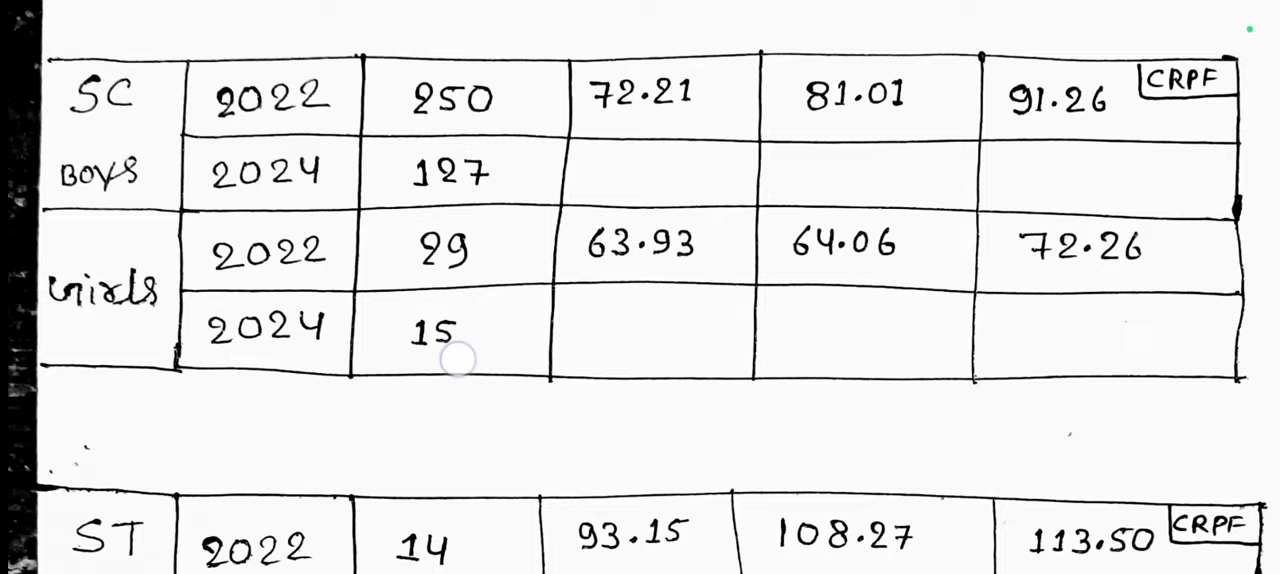 SC 2022 250 72.21 81.01 91.26 CRPF
BOYS 2024 127
Girls 2022 29 63.93 64.06 72.26
2024 15
ST 2022 14 93.15 108.27 113.50 CRPF